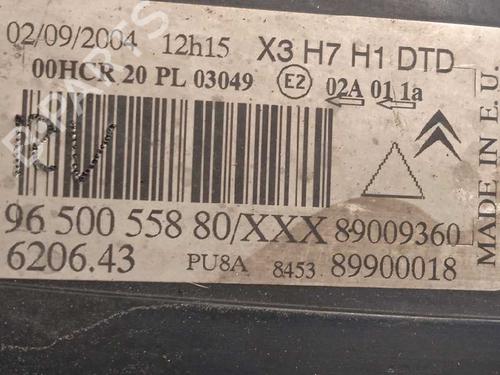 02/09/2004 12h15 X3 H7 H1 DTD
00HCR 20 PL 03049 E2 02A 01 1a
RV
96 500 558 80/XXX 89009360
6206.43 PU8A 8453 89900018
MADE IN E.U.